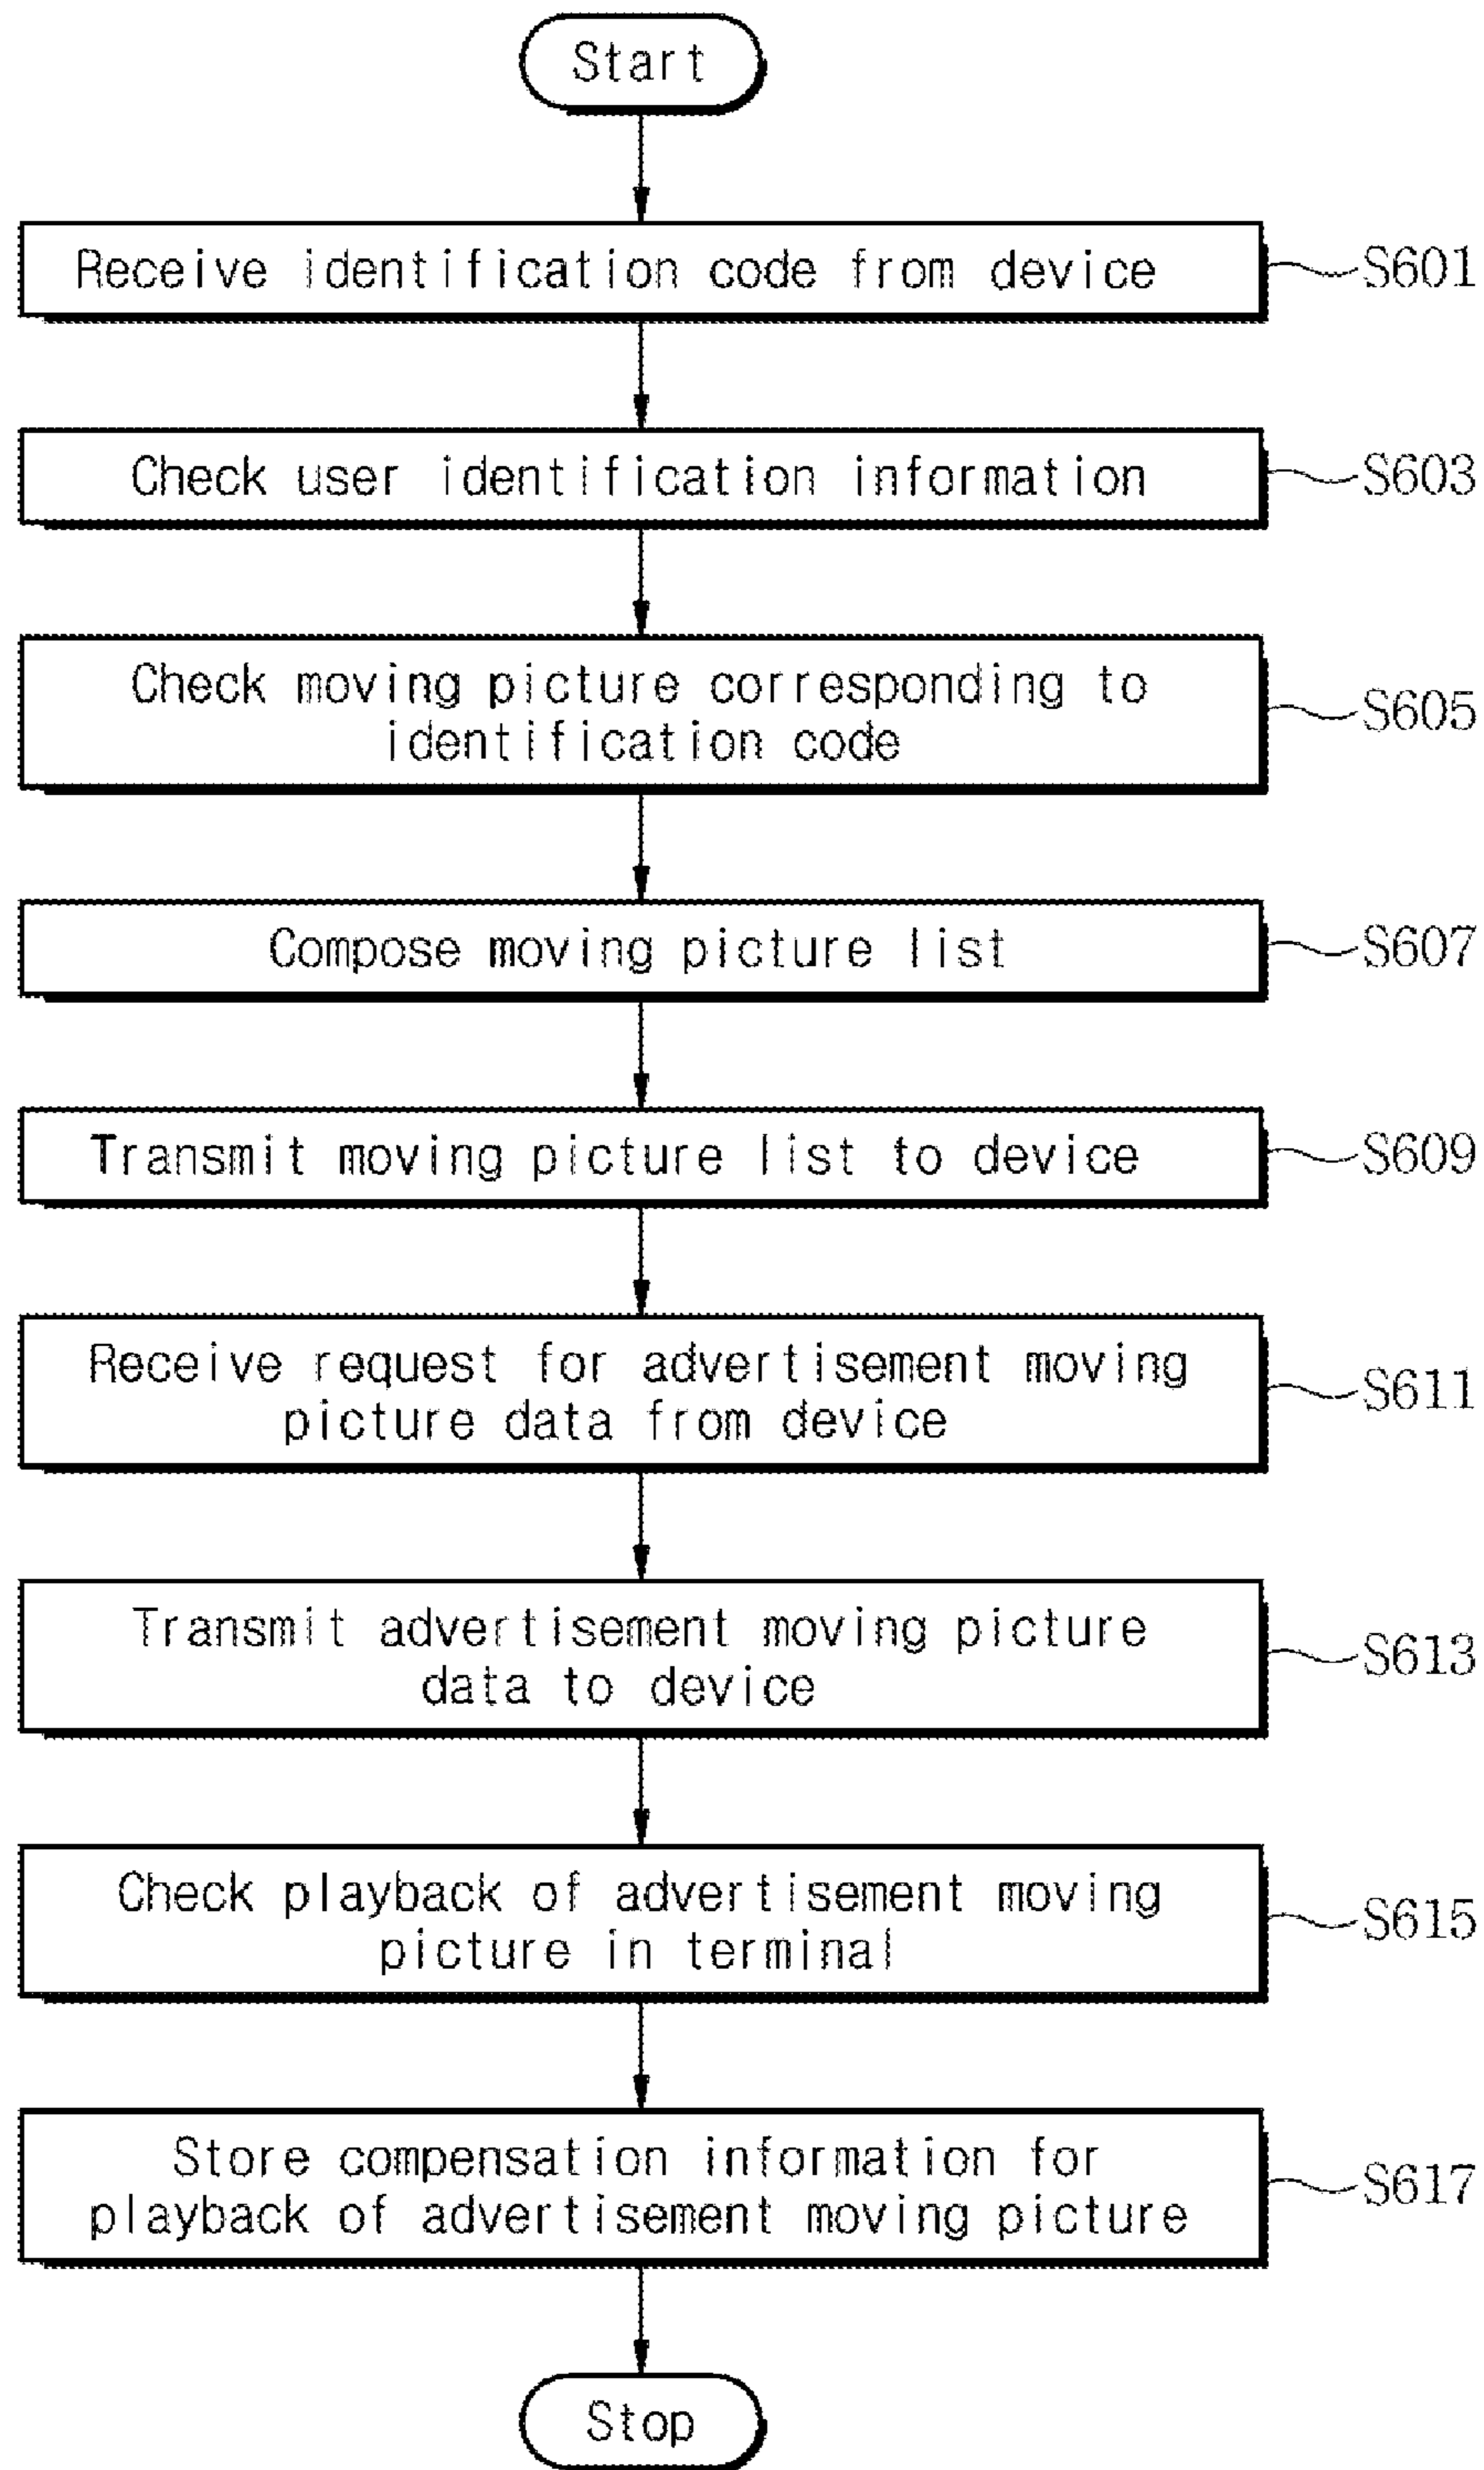 Start
Receive identification code from device
S601
Check user identification information
S603
Check moving picture corresponding to
identification code
S605
Compose moving picture list
S607
Transmit moving picture list to device
S609
Receive request for advertisement moving
picture data from device
S611
Transmit advertisement moving picture
data to device
S613
Check playback of advertisement moving
picture in terminal
S615
Store compensation information for
playback of advertisement moving picture
S617
Stop